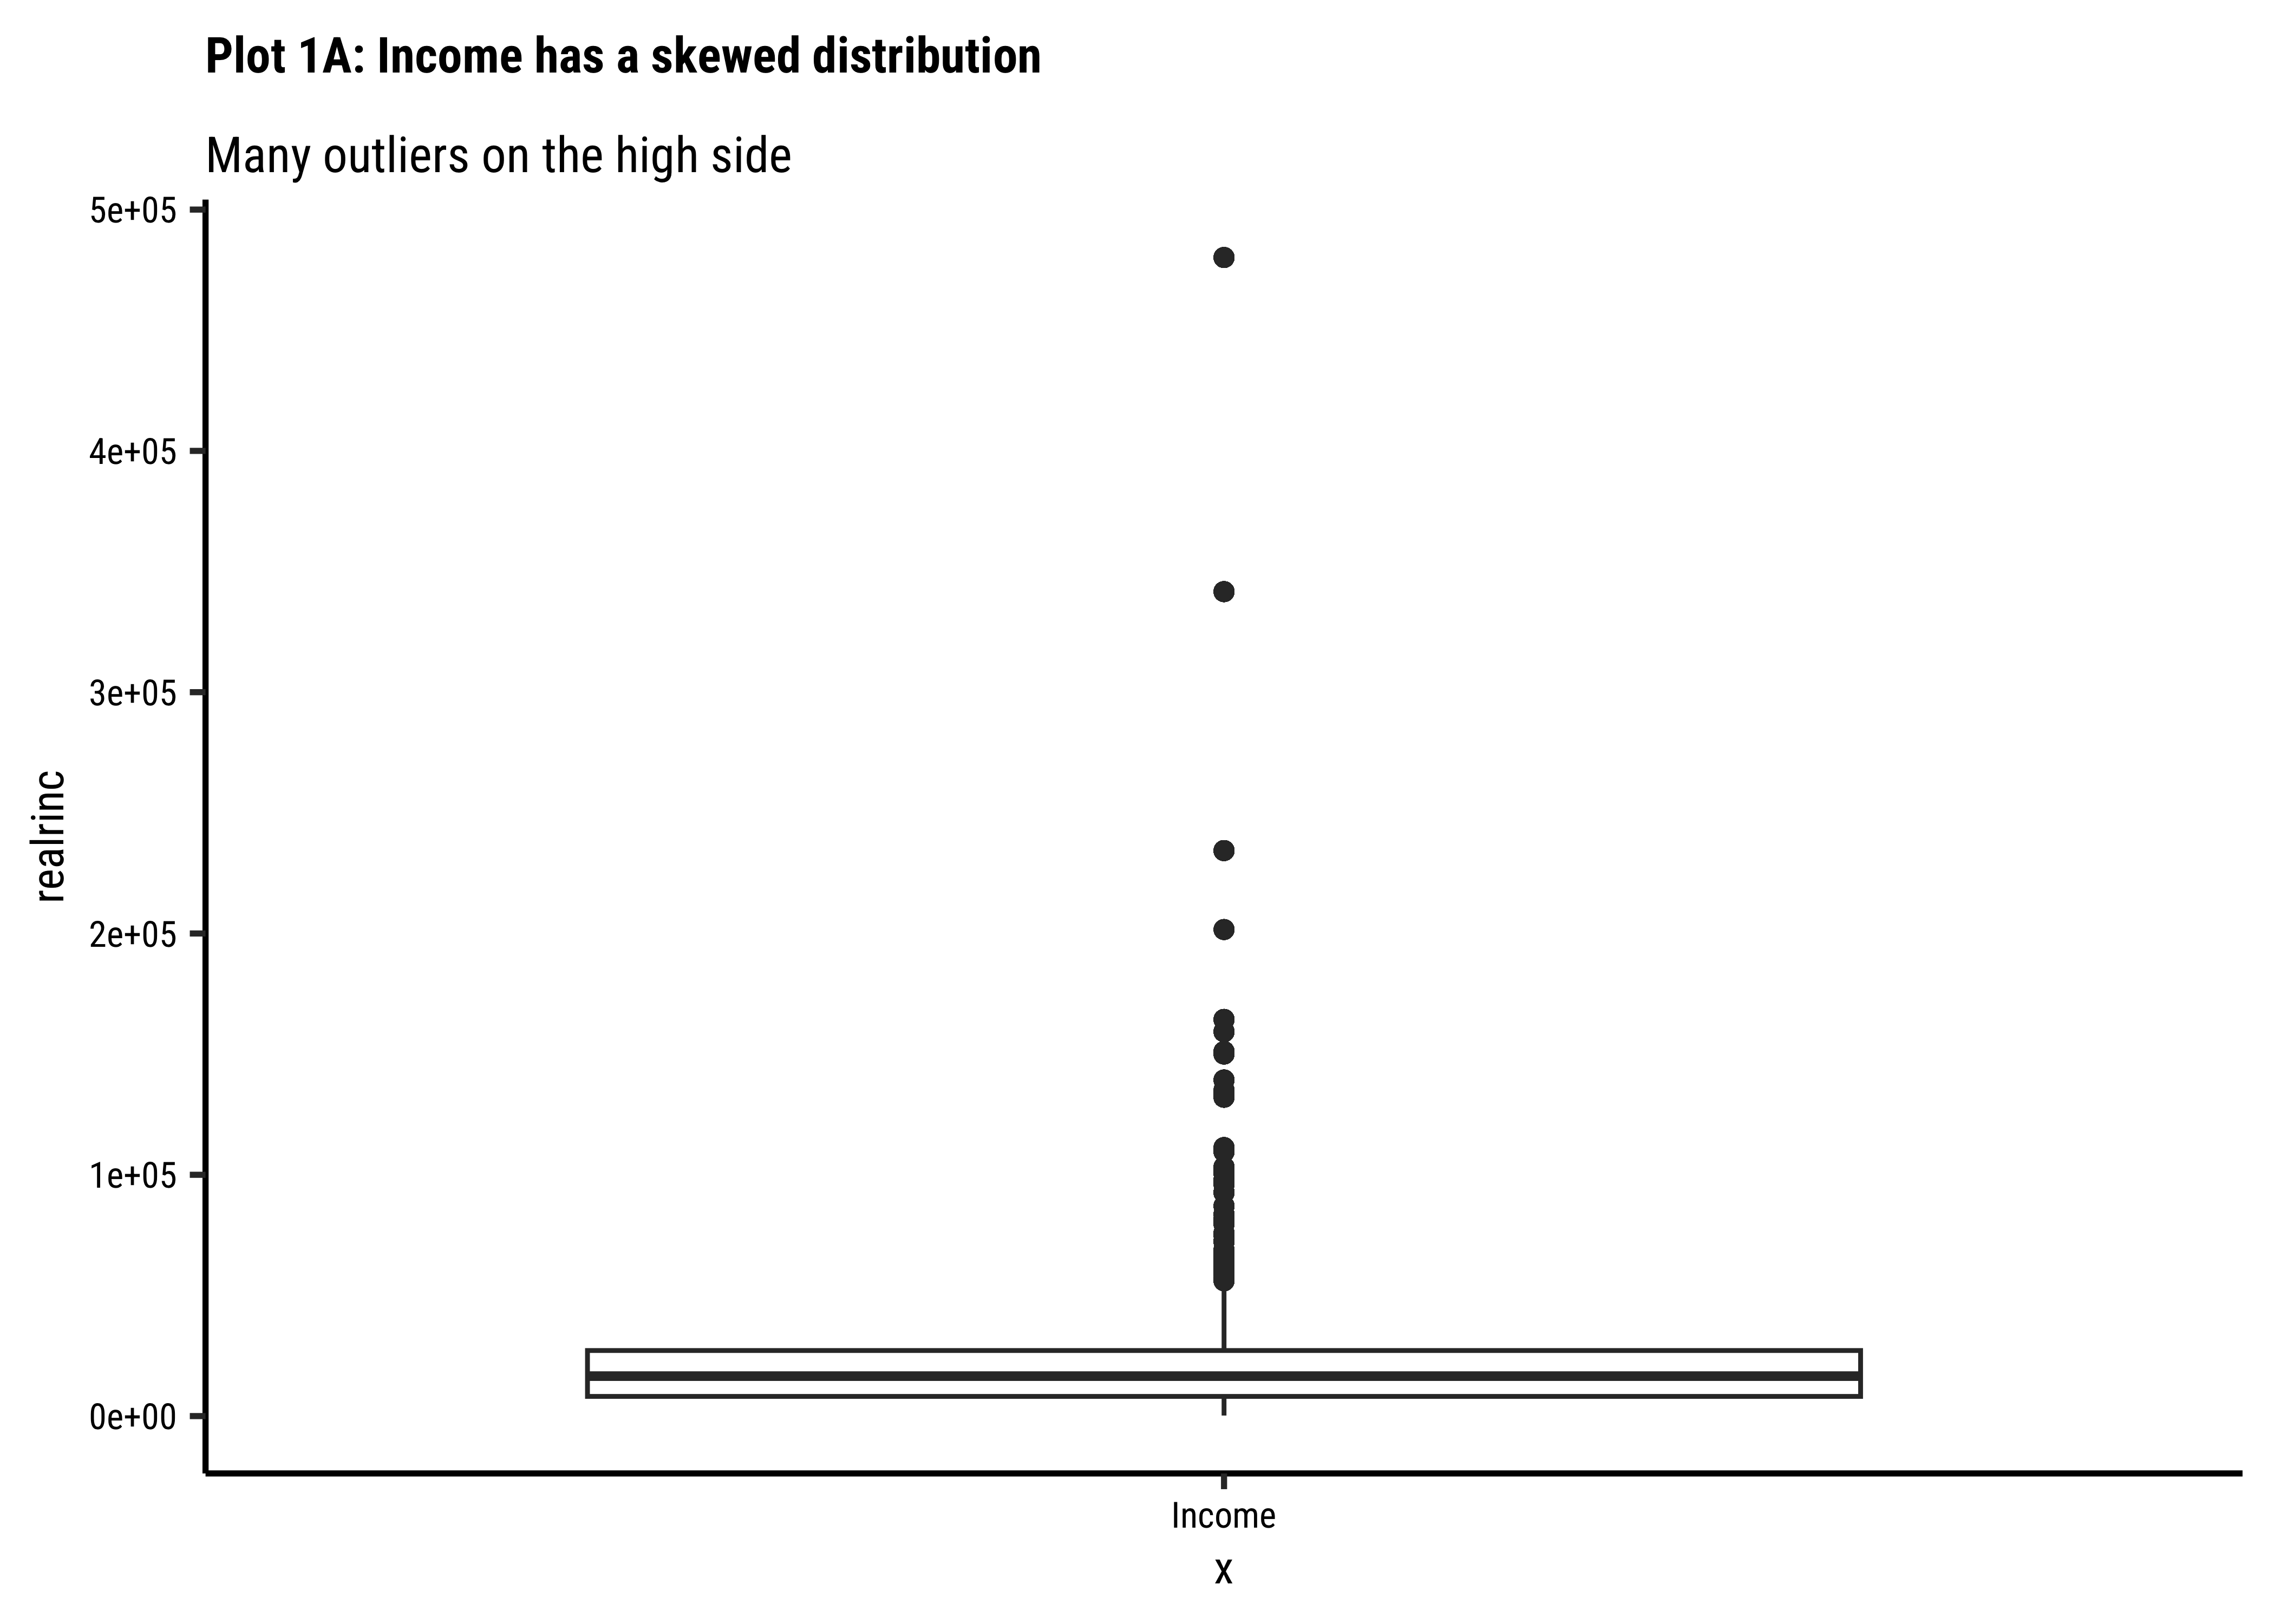 Plot 1A: Income has a skewed distribution
Many outliers on the high side
5e+05
4e+05
3e+05
2e+05
1e+05
0e+00
realrinc
Income
x